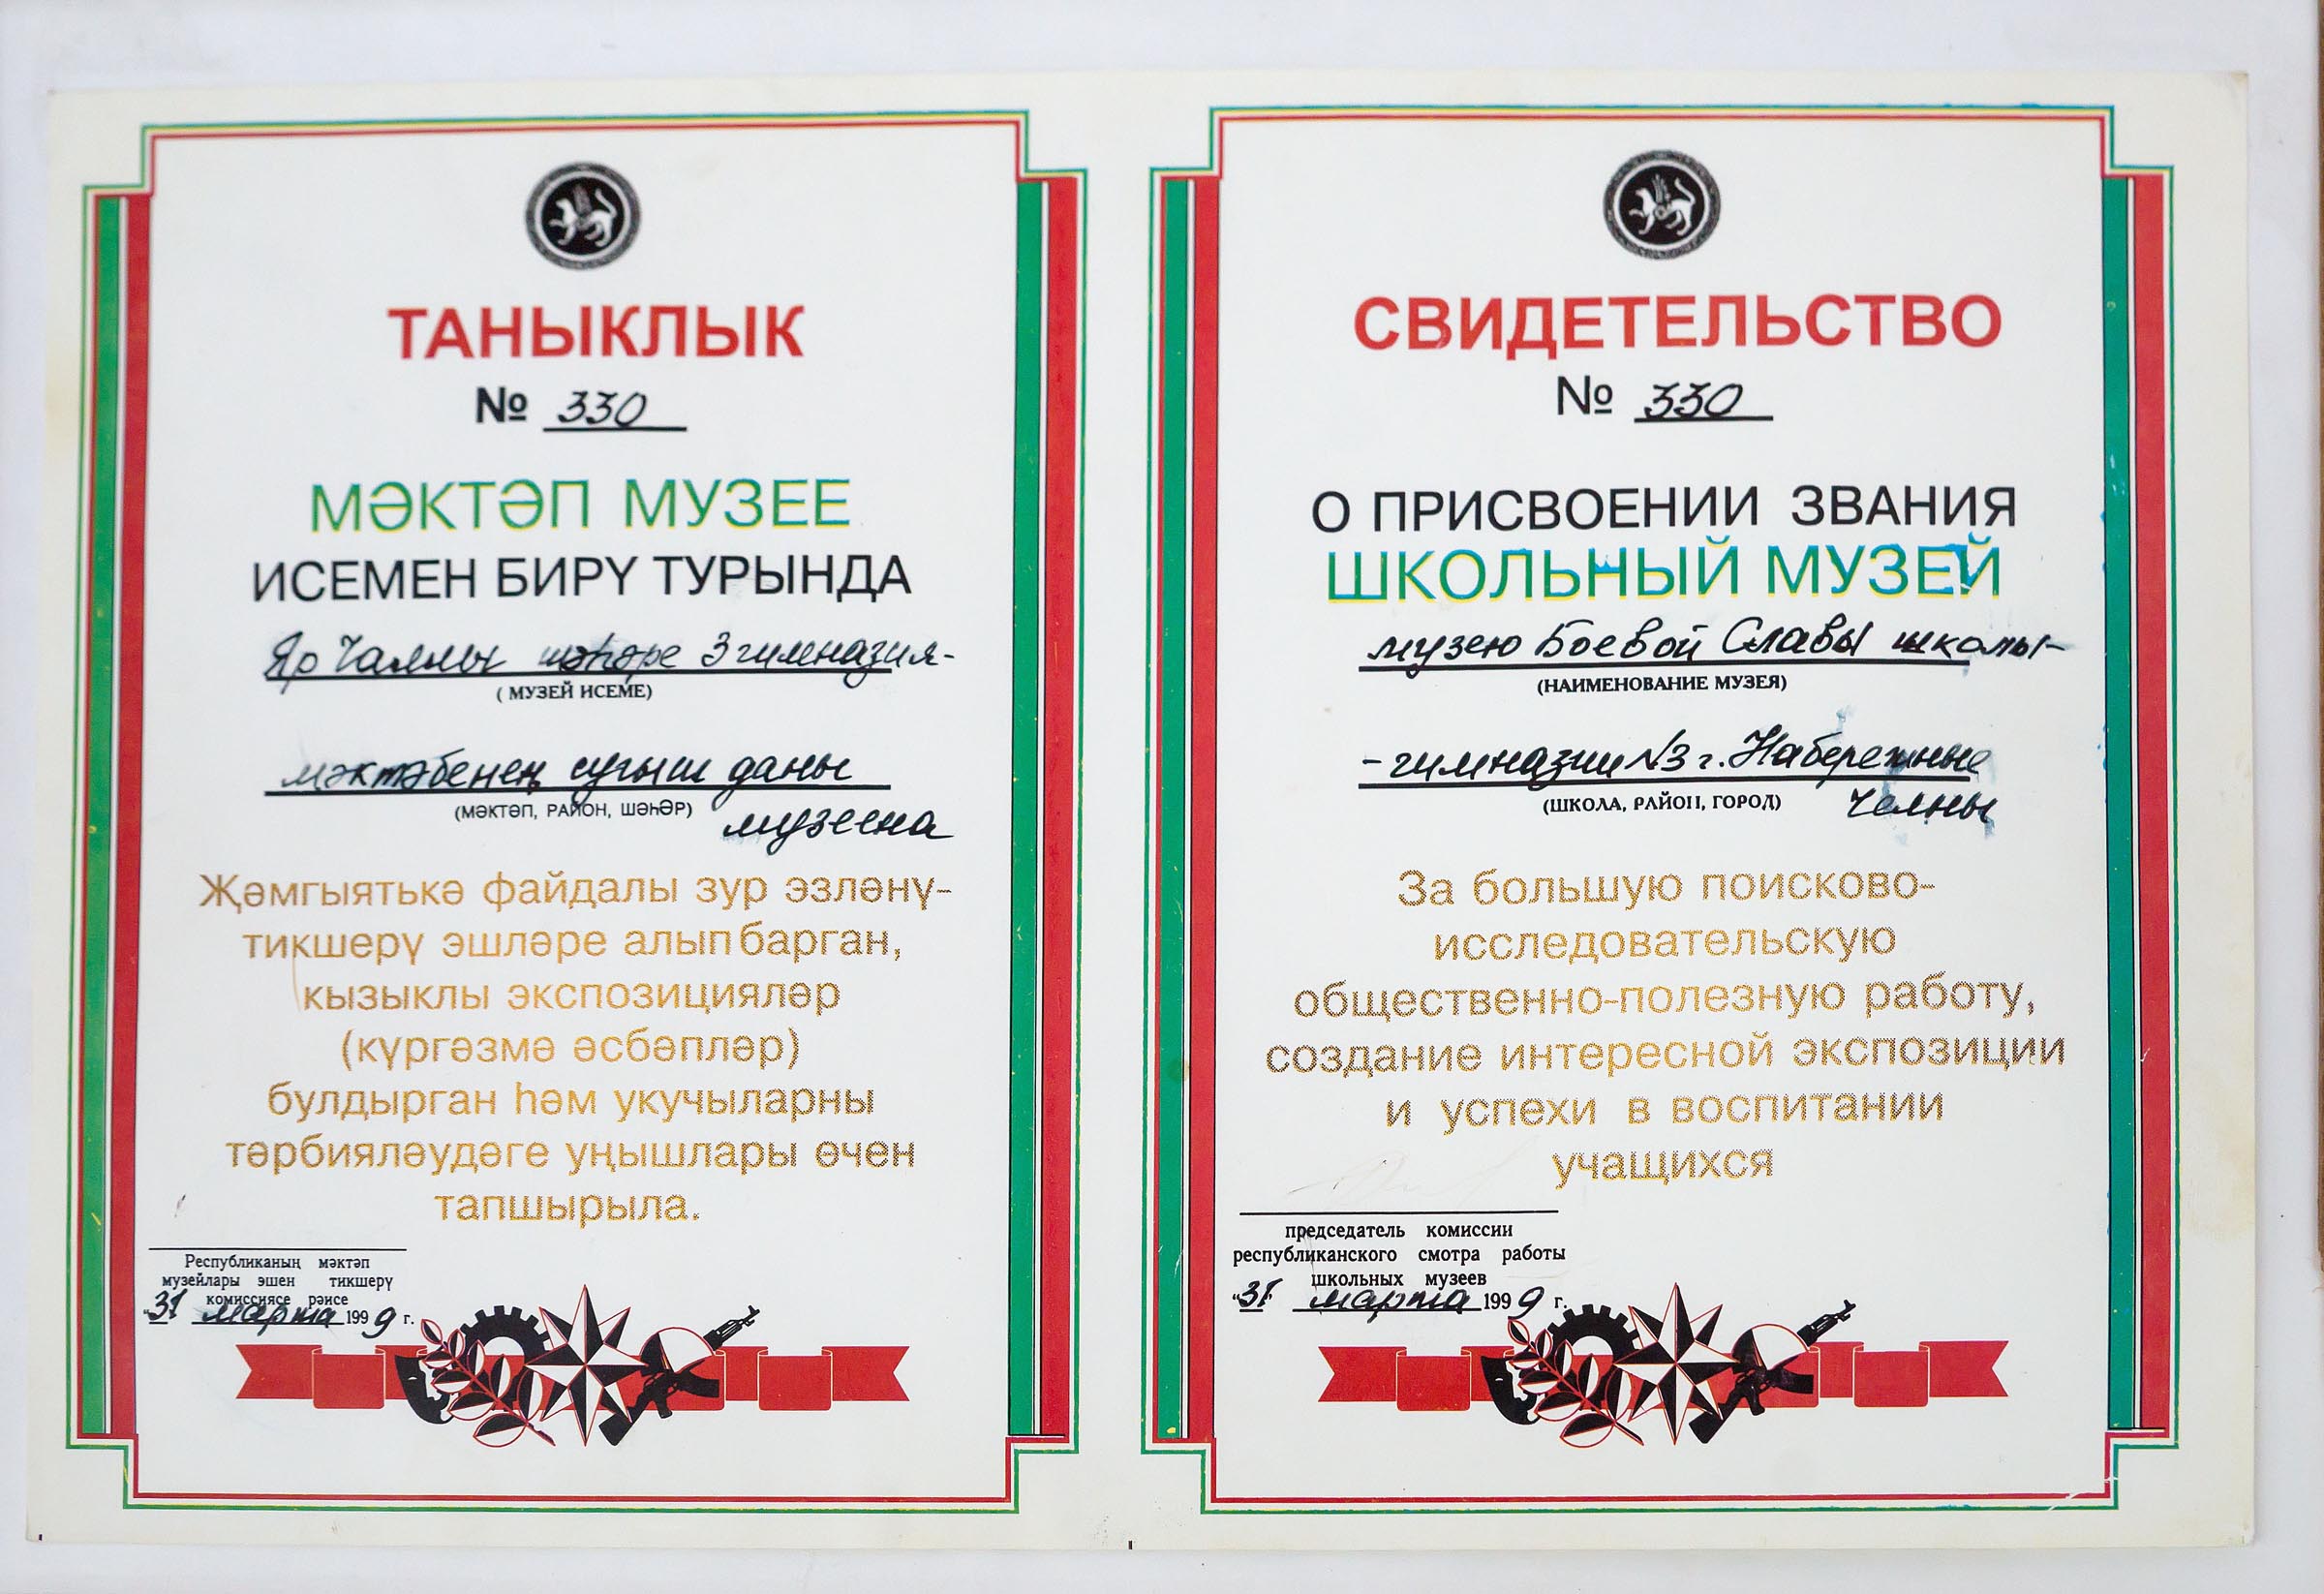 ТАНЫКЛЫК
№ 330
МӘКТӘП МУЗЕЕ
ИСЕМЕН БИРҮ ТУРЫНДА
Яр Чаллы шәһәре 3 гимназия-
( МУЗЕЙ ИСЕМЕ)
мәктәбенең сугыш даны
(МӘКТӘП, РАЙОН, ШӘҺӘР)
музеена
Җәмгыятькә файдалы зур эзләнү-
тикшерү эшләре алып барган,
кызыклы экспозицияләр
(күргәзмә әсбәпләр)
булдырган һәм укучыларны
тәрбияләүдәге уңышлары өчен
тапшырыла.
Республиканың мәктәп
музейлары эшен тикшерү
комиссиясе рәисе
"31" марта 1999 г.
СВИДЕТЕЛЬСТВО
№ 330
О ПРИСВОЕНИИ ЗВАНИЯ
ШКОЛЬНЫЙ МУЗЕЙ
музею Боевой Славы школы-
(НАИМЕНОВАНИЕ МУЗЕЯ)
-гимназии №3 г. Набережные
(ШКОЛА, РАЙОН, ГОРОД)
Челны
За большую поисково-
исследовательскую
общественно-полезную работу,
создание интересной экспозиции
и успехи в воспитании
учащихся
председатель комиссии
республиканского смотра работы
школьных музеев
"31" марта 1999 г.